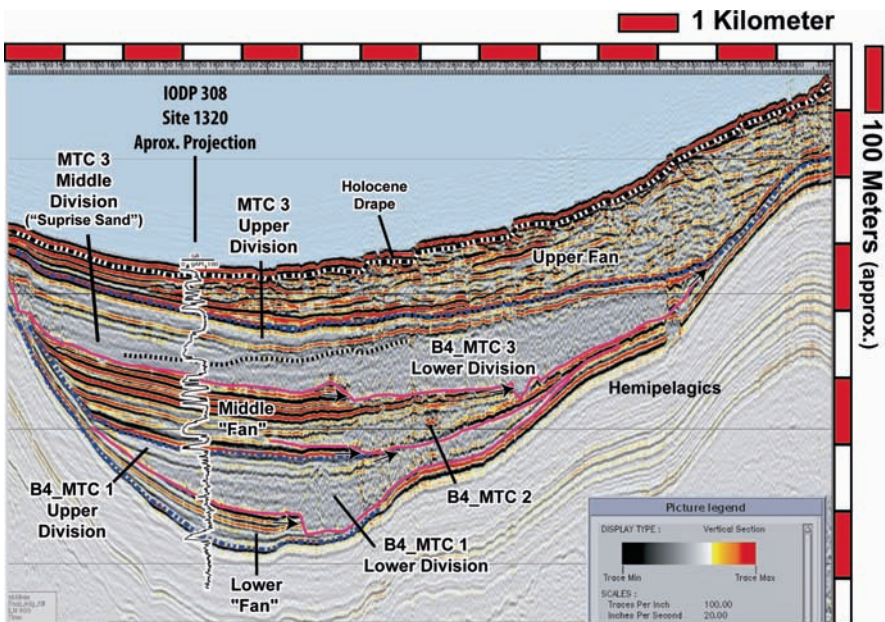 1 Kilometer
100 Meters (approx.)
IODP 308
Site 1320
Aprox. Projection
MTC 3
Middle
Division
("Suprise Sand")
MTC 3
Upper
Division
Holocene
Drape
Upper Fan
B4_MTC 3
Lower Division
Hemipelagics
Middle
"Fan"
B4_MTC 1
Upper
Division
B4_MTC 2
B4_MTC 1
Lower Division
Lower
"Fan"
Picture legend
DISPLAY TYPE : Vertical Section
Trace Min Trace Max
SCALES :
Traces Per Inch 100.00
Inches Per Second 20.00